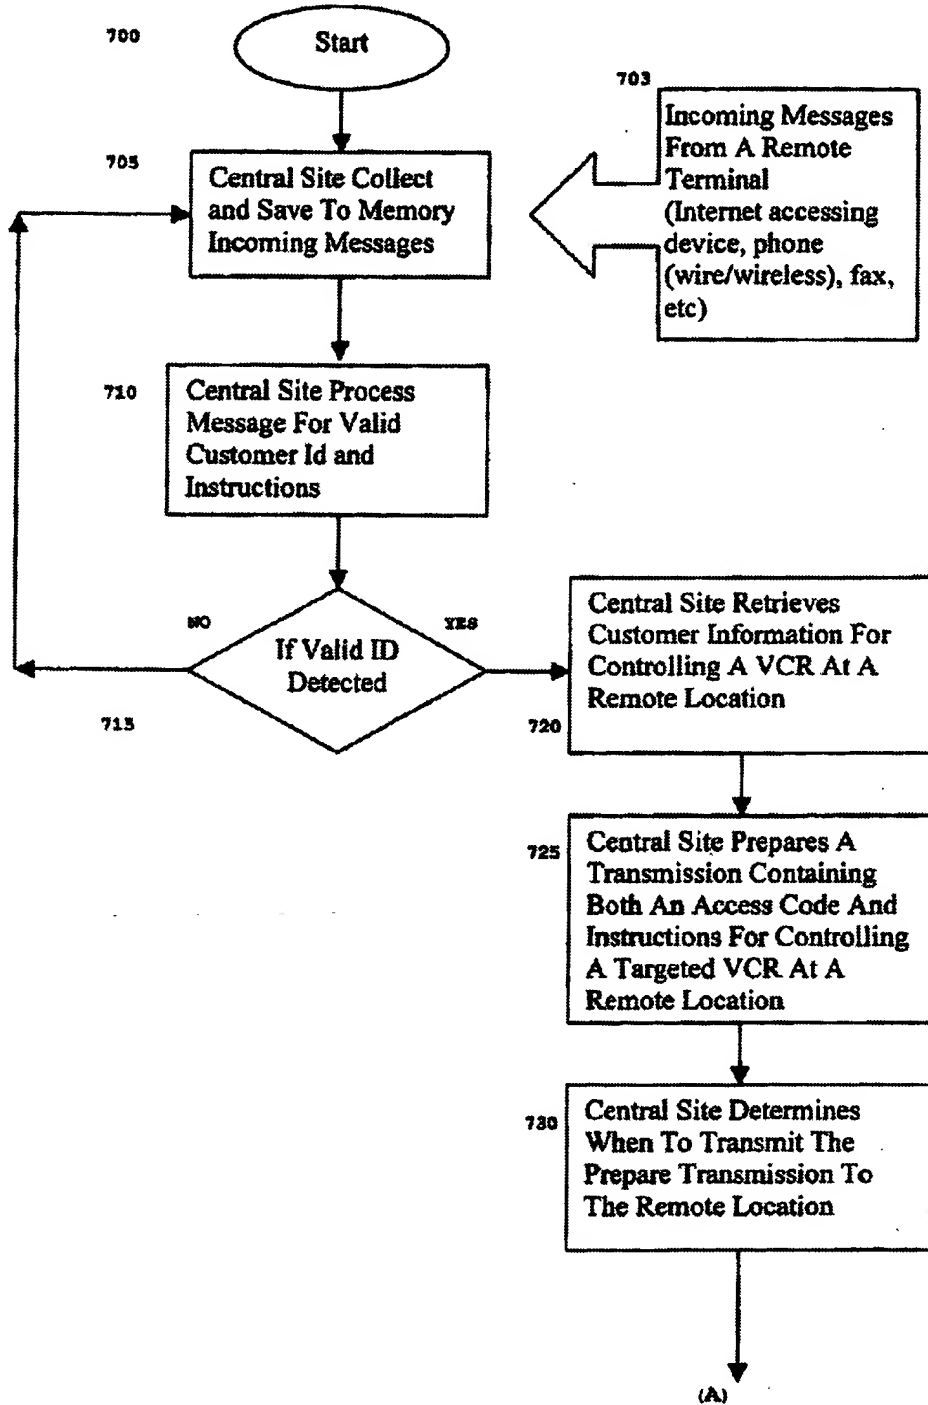 700
Start
703
Incoming Messages
From A Remote
Terminal
(Internet accessing
device, phone
(wire/wireless), fax,
etc)
705
Central Site Collect
and Save To Memory
Incoming Messages
710
Central Site Process
Message For Valid
Customer Id and
Instructions
NO
YES
If Valid ID
Detected
715
Central Site Retrieves
Customer Information For
Controlling A VCR At A
Remote Location
720
725
Central Site Prepares A
Transmission Containing
Both An Access Code And
Instructions For Controlling
A Targeted VCR At A
Remote Location
730
Central Site Determines
When To Transmit The
Prepare Transmission To
The Remote Location
(A)